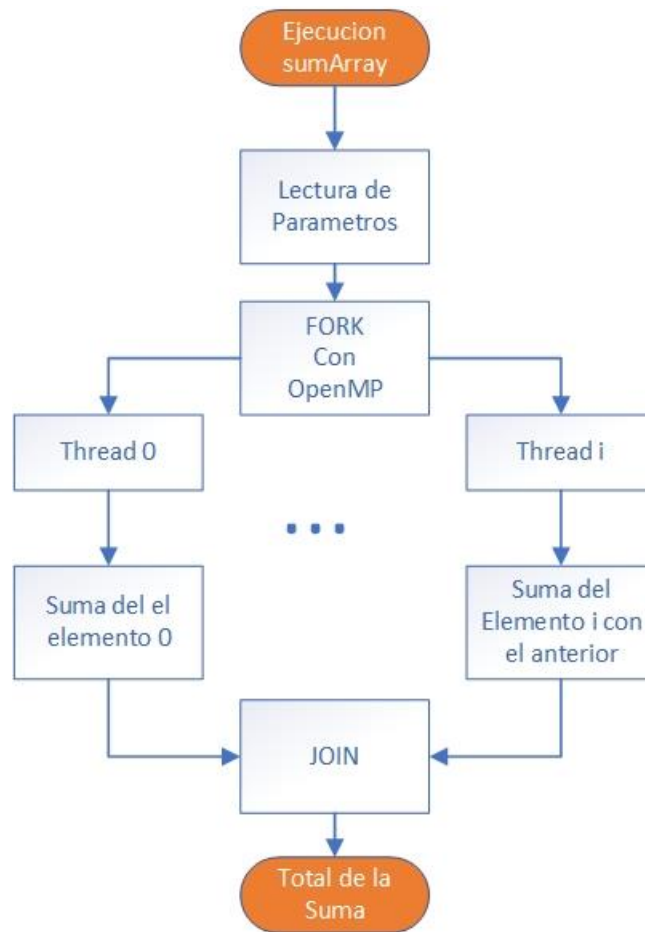 Ejecucion
sumArray
Lectura de
Parametros
FORK
Con
OpenMP
Thread 0
Thread i
...
Suma del el
elemento 0
Suma del
Elemento i con
el anterior
JOIN
Total de la
Suma